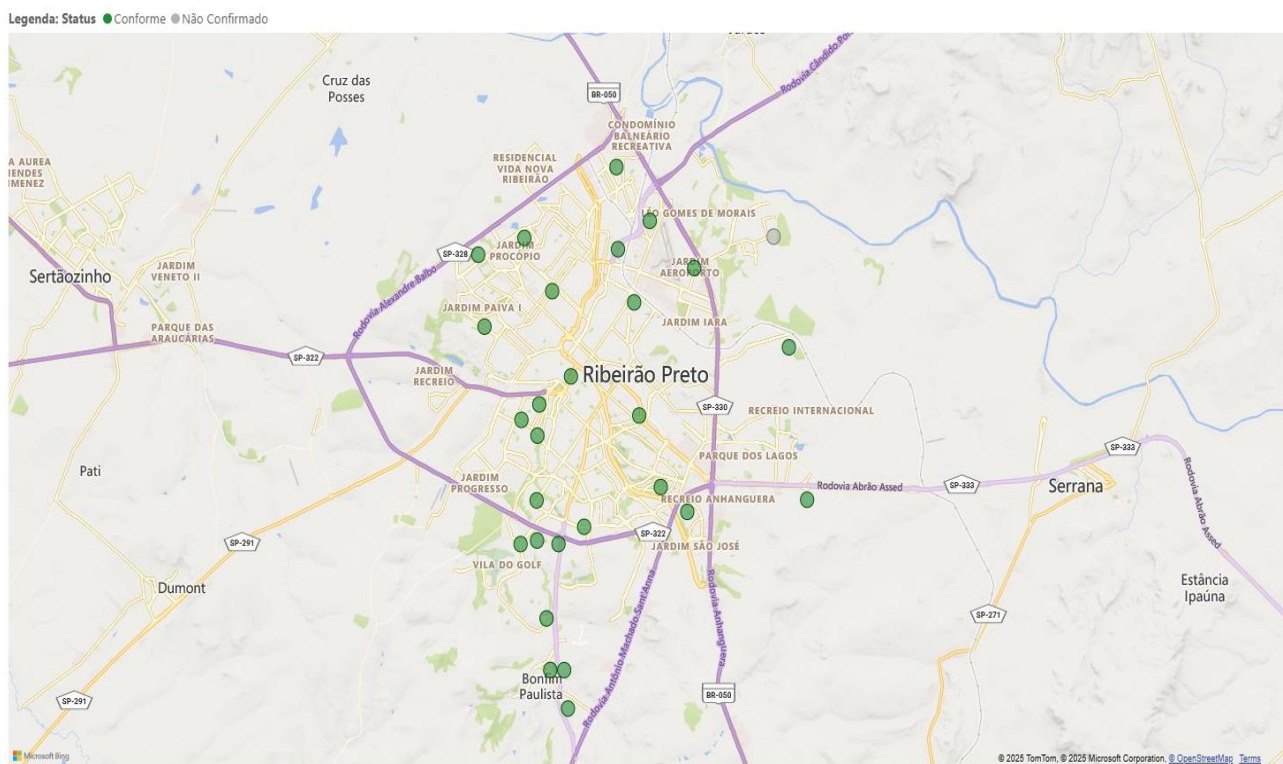 Legenda: Status Conforme Não Confirmado
Cruz das
Posses
BR-050
Rodovia Cândido
CONDOMÍNIO
BALNEÁRIO
RECREATIVA
RESIDENCIAL
VIDA NOVA
RIBEIRÃO
A AUREA
LÉO GOMES DE MORAIS
SP-328
JARDIM
PROCÓPIO
JARDIM
AEROPORTO
Sertãozinho
JARDIM
VENETO II
Rodovia Alexandre Balbo
JARDIM PAIVA I
JARDIM IARA
PARQUE DAS
ARAUCÁRIAS
SP-322
JARDIM
RECREIO
Ribeirão Preto
SP-330
RECREIO INTERNACIONAL
SP-333
PARQUE DOS LAGOS
Pati
JARDIM
PROGRESSO
Rodovia Abrão Assed
SP-333
Serrana
Rodovia Abrão Assed
RECREIO ANHANGUERA
SP-322
SP-291
JARDIM SÃO JOSÉ
VILA DO GOLF
Dumont
Estância
Ipaúna
Rodovia Antônio Machado Sant'Anna
Rodovia Anhanguera
SP-271
Bonfim
Paulista
SP-291
BR-050
Microsoft Bing
© 2025 TomTom, © 2025 Microsoft Corporation, © OpenStreetMap Terms